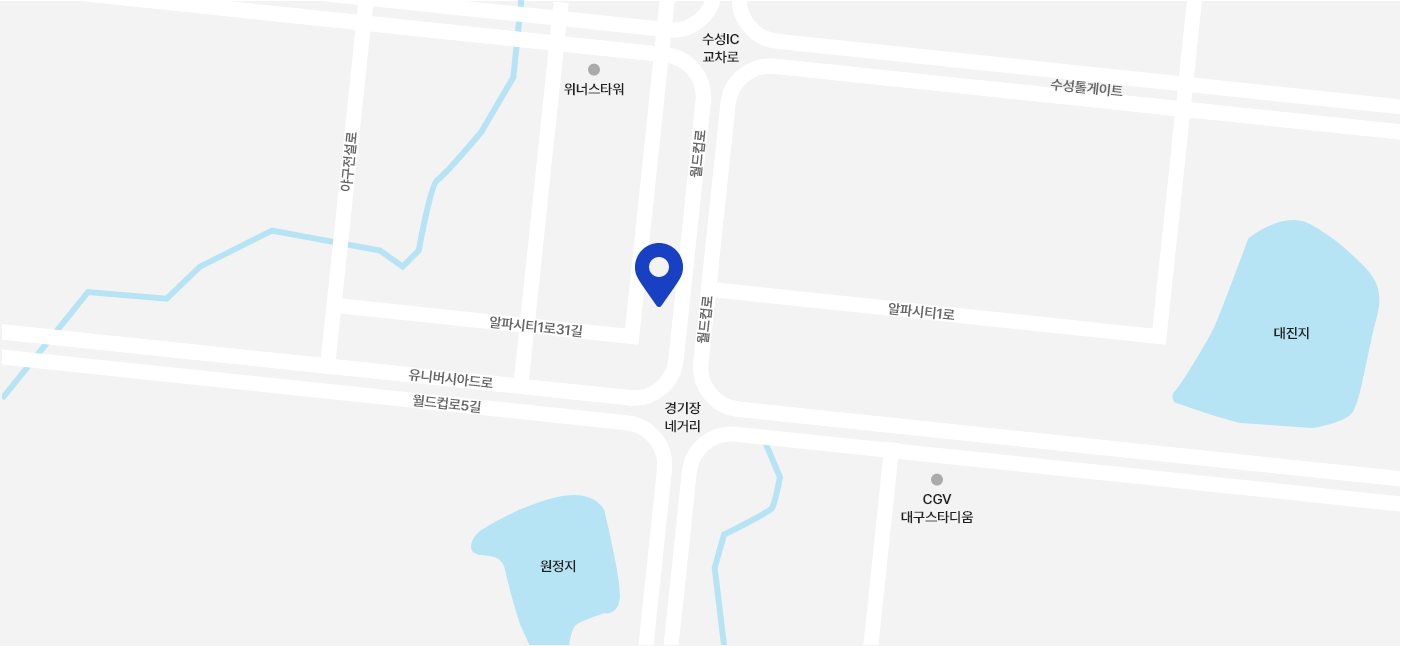 수성IC
교차로
위너스타워
수성톨게이트
야구전설로
월드컵로
알파시티1로31길
월드컵로
알파시티1로
대진지
유니버시아드로
월드컵로5길
경기장
네거리
CGV
대구스타디움
원정지